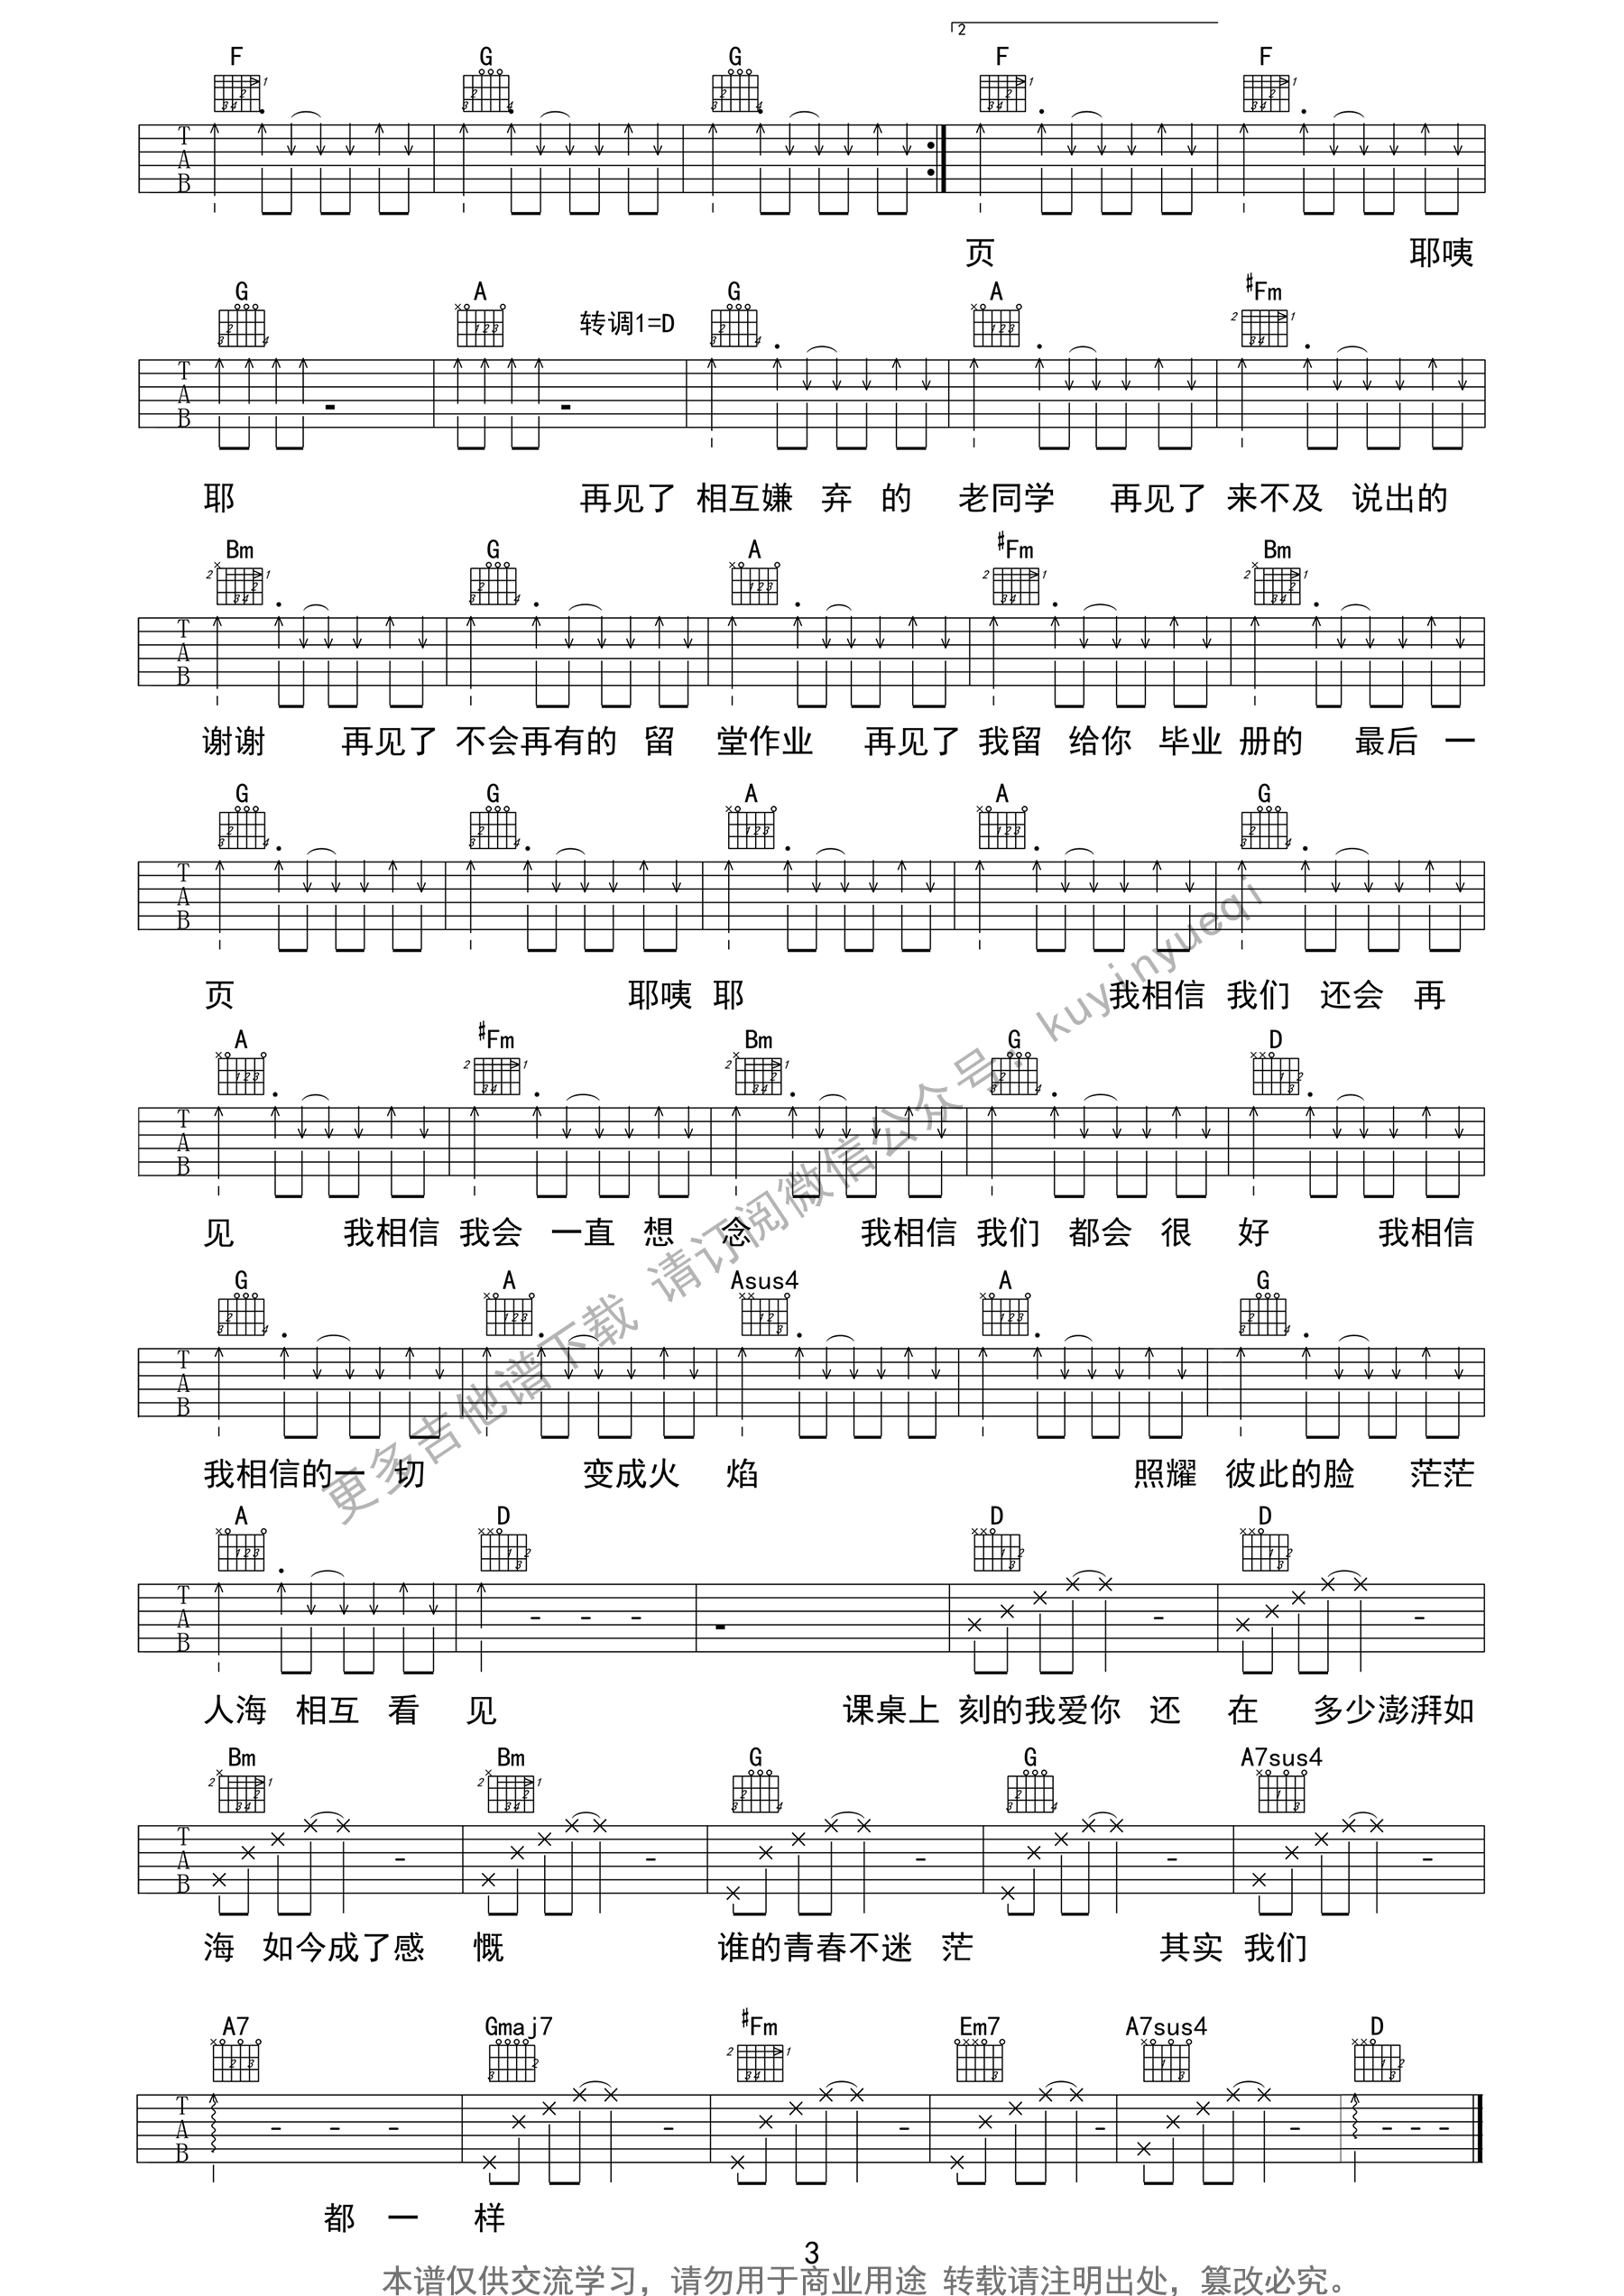 2
F G G F F
页 耶咦
G A 转调1=D G A #Fm
耶 再见了 相互嫌 弃 的 老同学 再见了 来不及 说出的
Bm G A #Fm Bm
谢谢 再见了 不会再有的 留 堂作业 再见了 我留 给你 毕业 册的 最后 一
G G A A G
页 耶咦 耶 我相信 我们 还会 再
A #Fm Bm G D
见 我相信 我会 一直 想 念 我相信 我们 都会 很 好 我相信
G A Asus4 A G
我相信的一 切 变成火 焰 照耀 彼此的脸 茫茫
A D D D
人海 相互 看 见 课桌上 刻的我爱你 还 在 多少澎湃如
Bm Bm G G A7sus4
海 如今成了感 慨 谁的青春不迷 茫 其实 我们
A7 Gmaj7 #Fm Em7 A7sus4 D
都 一 样
更多吉他谱下载 请订阅微信公众号：kuyinyueqi
3
本谱仅供交流学习，请勿用于商业用途 转载请注明出处，篡改必究。